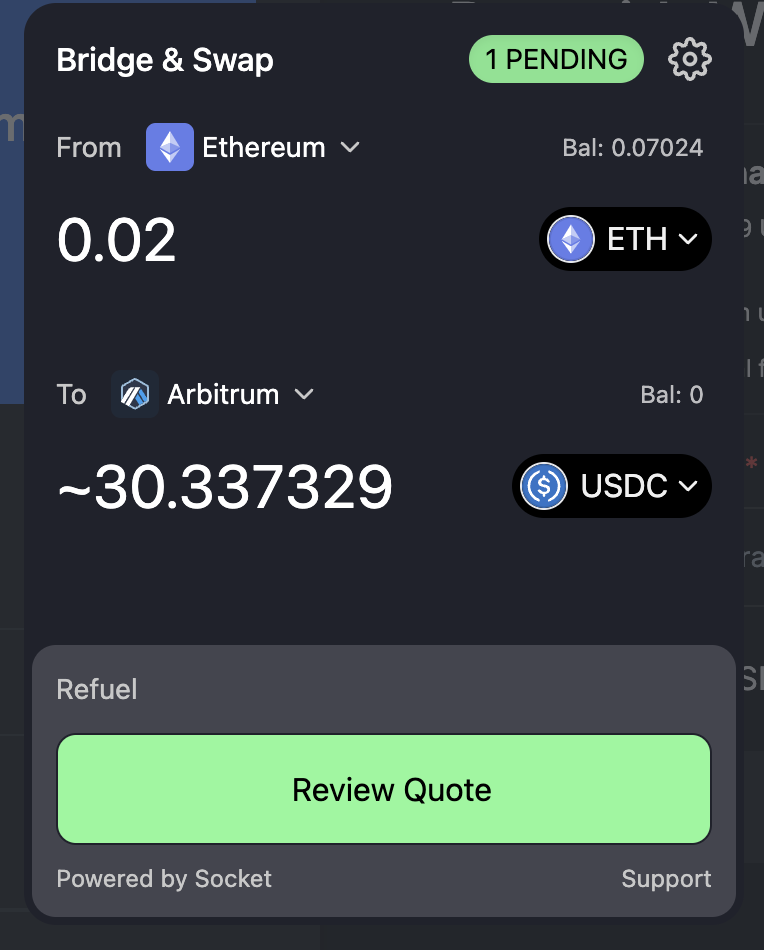 Bridge & Swap
1 PENDING
From Ethereum
Bal: 0.07024
0.02
ETH
To Arbitrum
Bal: 0
~30.337329
USDC
Refuel
Review Quote
Powered by Socket
Support